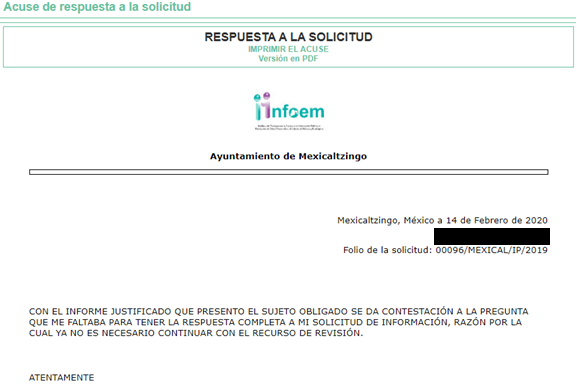 Acuse de respuesta a la solicitud
RESPUESTA A LA SOLICITUD
IMPRIMIR EL ACUSE
Versión en PDF
infoem
Ayuntamiento de Mexicaltzingo
Mexicaltzingo, México a 14 de Febrero de 2020
Folio de la solicitud: 00096/MEXICAL/IP/2019
CON EL INFORME JUSTIFICADO QUE PRESENTO EL SUJETO OBLIGADO SE DA CONTESTACIÓN A LA PREGUNTA
QUE ME FALTABA PARA TENER LA RESPUESTA COMPLETA A MI SOLICITUD DE INFORMACIÓN, RAZÓN POR LA
CUAL YA NO ES NECESARIO CONTINUAR CON EL RECURSO DE REVISIÓN.
ATENTAMENTE